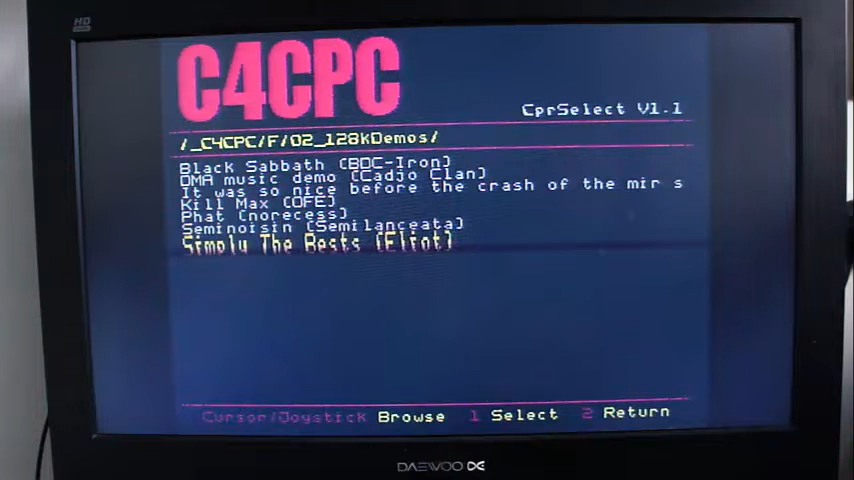 HD
C4CPC
CprSelect V1.1
/_C4CPC/F/02_128kDemos/
Black Sabbath (BDC-Iron)
DMA music demo (Cadjo Clan)
It was so nice before the crash of the mir s
Kill Max (OFE)
Phat (norecess)
Seminoisin (Semilanceata)
Simply The Bests (Eliot)
Cursor/Joystick Browse 1 Select 2 Return
DAEWOO